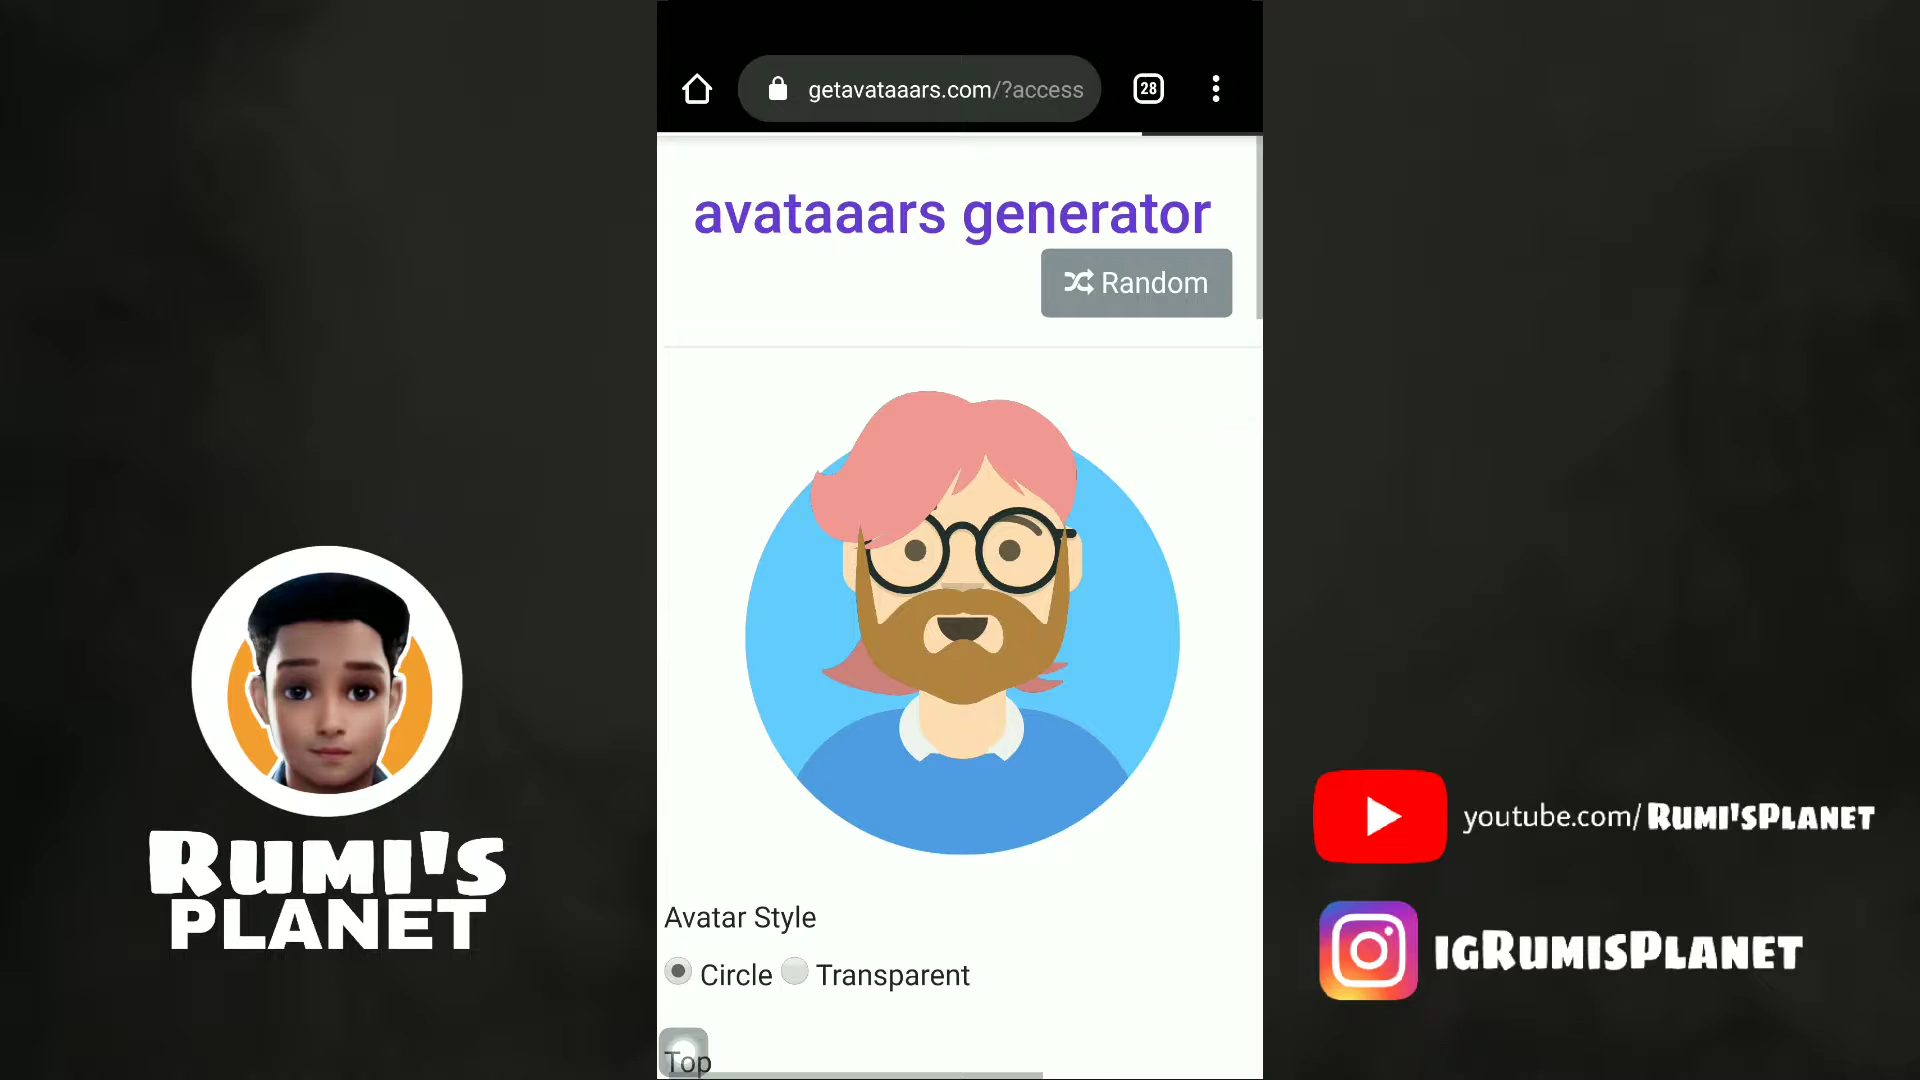 getavataaars.com/?access
28
avataaars generator
Random
Avatar Style
Circle Transparent
Top
RUMI'S
PLANET
youtube.com/RUMI'SPLANET
IGRUMISPLANET